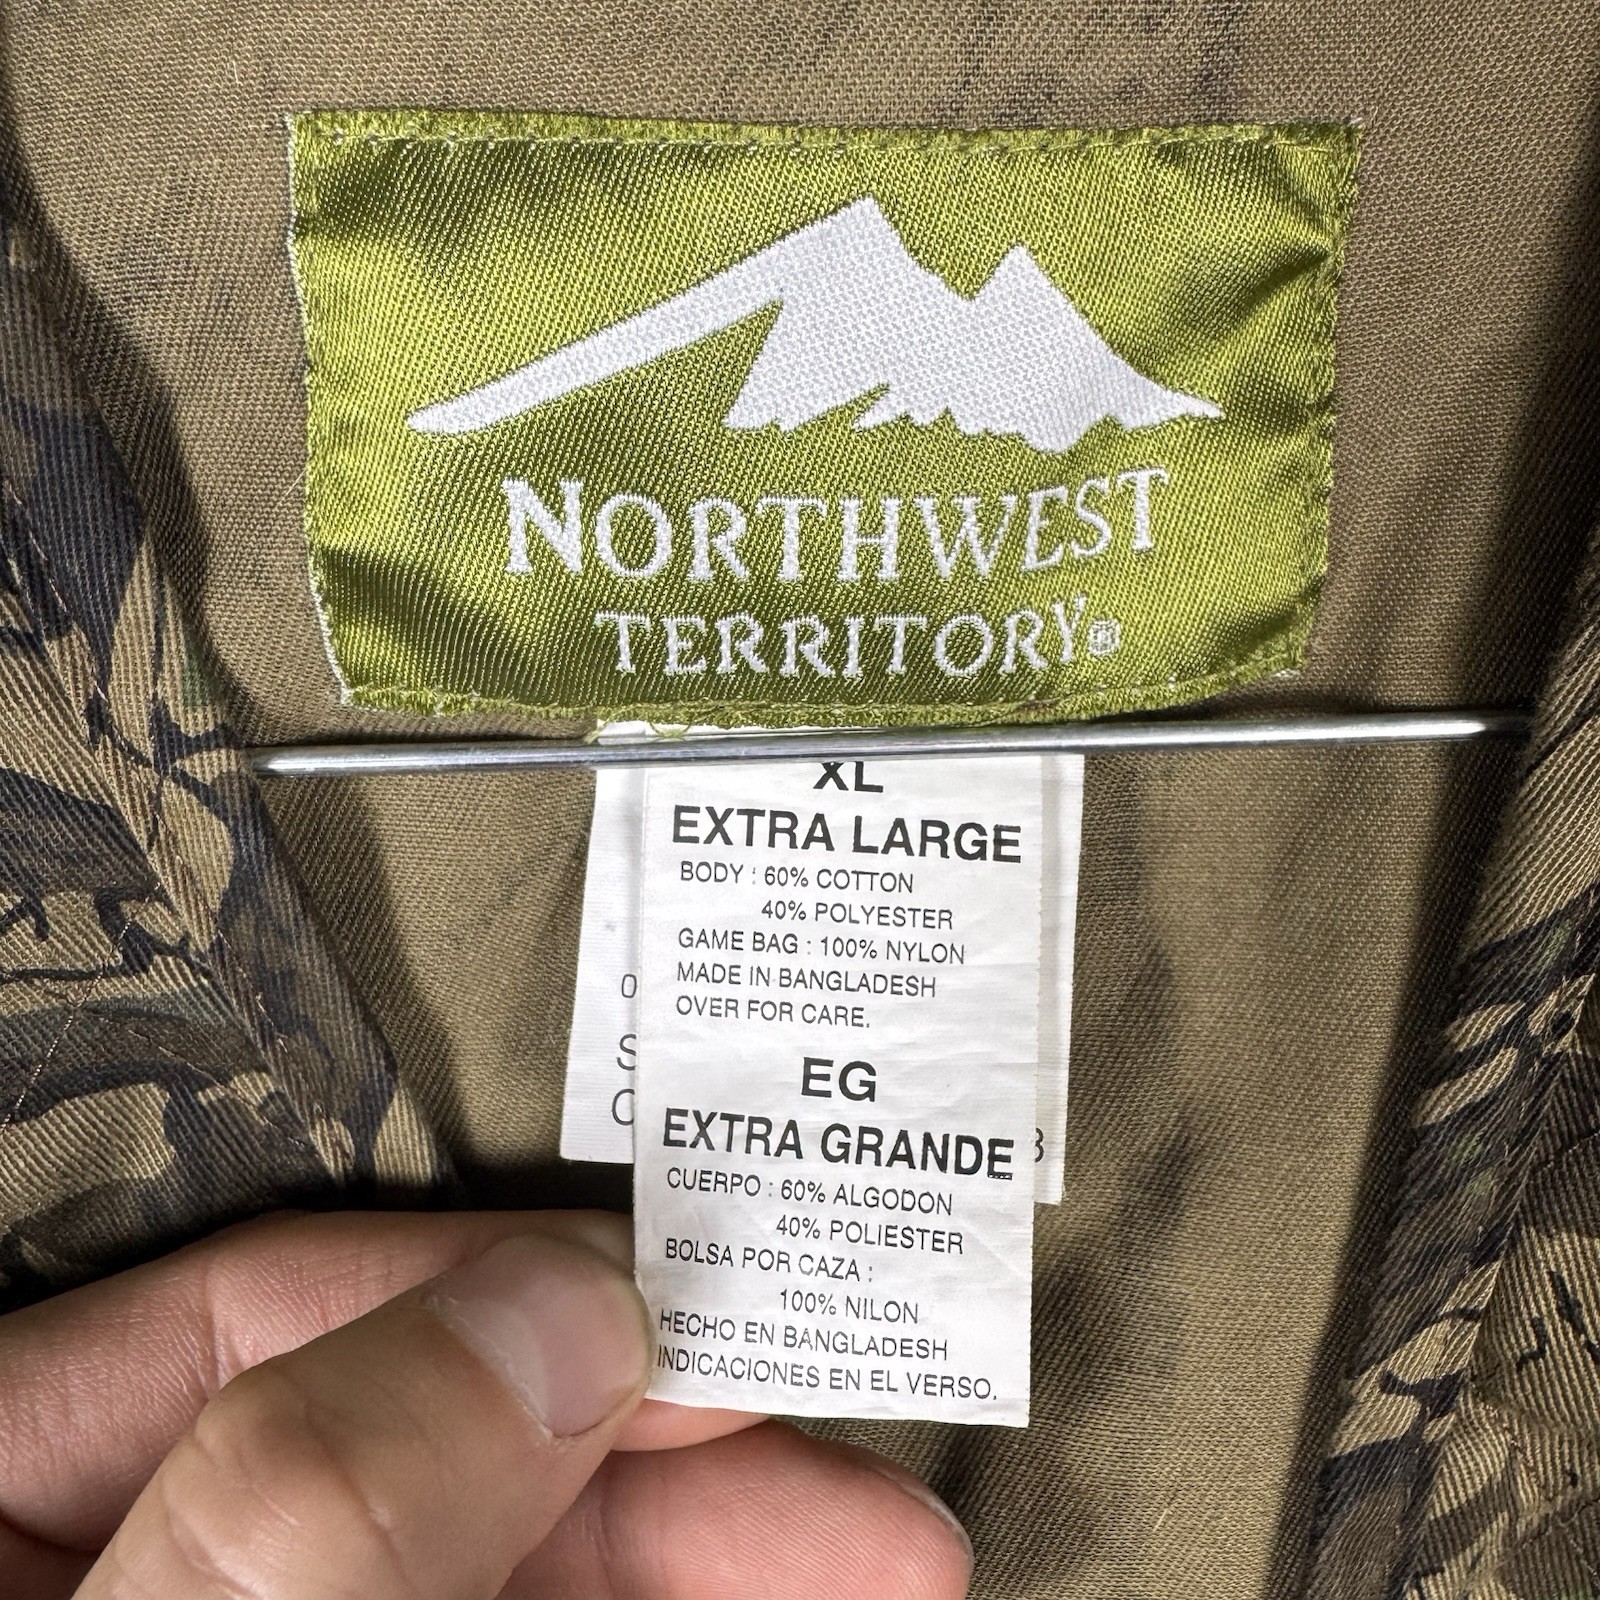 NORTHWEST
TERRITORY®
XL
EXTRA LARGE
BODY : 60% COTTON
40% POLYESTER
GAME BAG : 100% NYLON
MADE IN BANGLADESH
OVER FOR CARE.
EG
EXTRA GRANDE
CUERPO : 60% ALGODON
40% POLIESTER
BOLSA POR CAZA :
100% NILON
HECHO EN BANGLADESH
INDICACIONES EN EL VERSO.